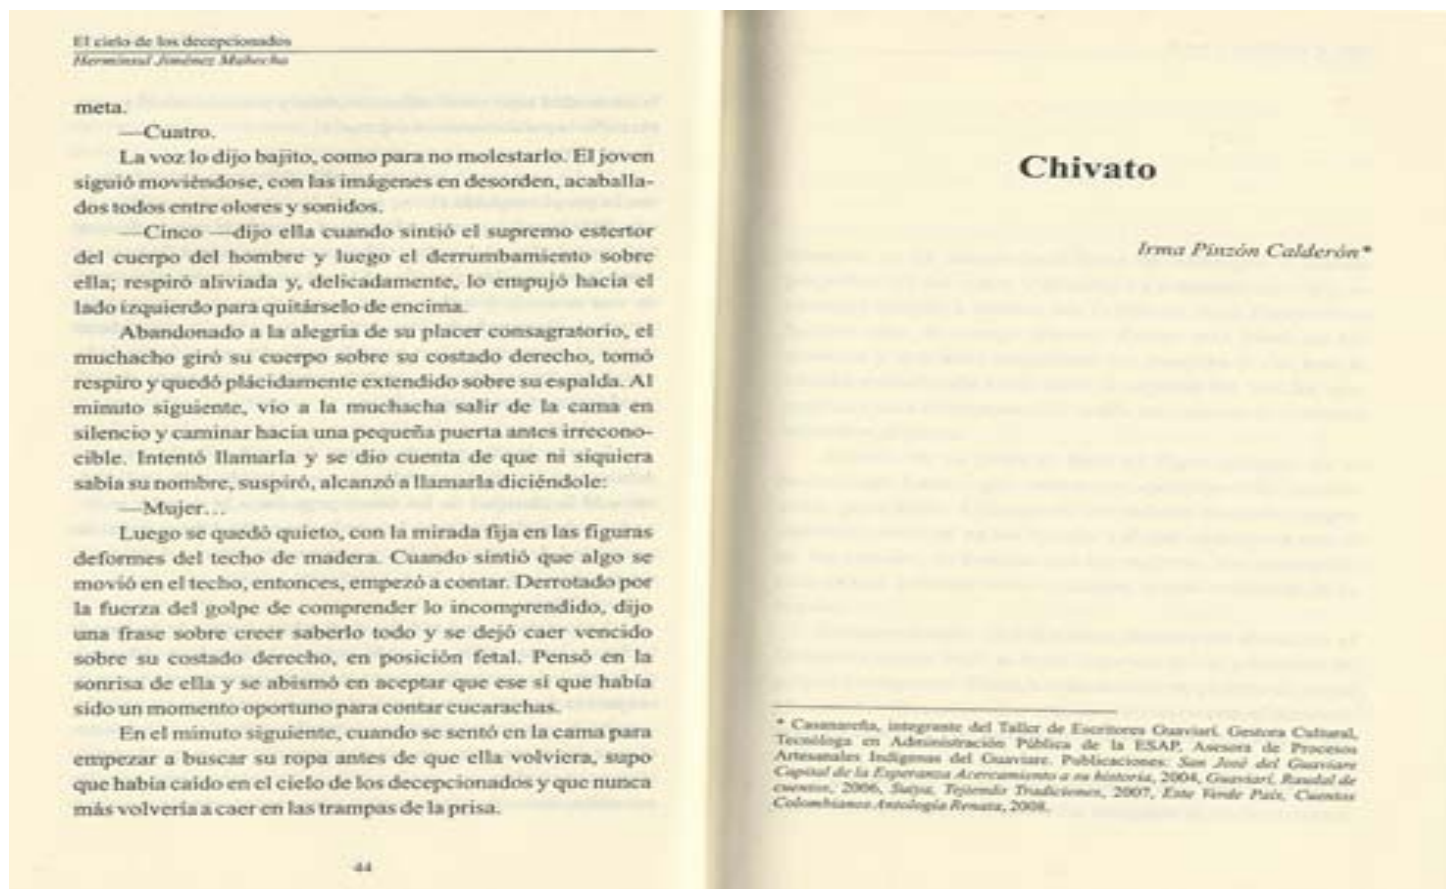 El cielo de los decepcionados
Herminsul Jiménez Mahecha
meta.
—Cuatro.
La voz lo dijo bajito, como para no molestarlo. El joven
siguió moviéndose, con las imágenes en desorden, acaballa-
dos todos entre olores y sonidos.
—Cinco —dijo ella cuando sintió el supremo estertor
del cuerpo del hombre y luego el derrumbamiento sobre
ella; respiró aliviada y, delicadamente, lo empujó hacia el
lado izquierdo para quitárselo de encima.
Abandonado a la alegría de su placer consagratorio, el
muchacho giró su cuerpo sobre su costado derecho, tomó
respiro y quedó plácidamente extendido sobre su espalda. Al
minuto siguiente, vio a la muchacha salir de la cama en
silencio y caminar hacia una pequeña puerta antes irrecono-
cible. Intentó llamarla y se dio cuenta de que ni siquiera
sabía su nombre, suspiró, alcanzó a llamarla diciéndole:
—Mujer...
Luego se quedó quieto, con la mirada fija en las figuras
deformes del techo de madera. Cuando sintió que algo se
movió en el techo, entonces, empezó a contar. Derrotado por
la fuerza del golpe de comprender lo incomprendido, dijo
una frase sobre creer saberlo todo y se dejó caer vencido
sobre su costado derecho, en posición fetal. Pensó en la
sonrisa de ella y se abismó en aceptar que ese sí que había
sido un momento oportuno para contar cucarachas.
En el minuto siguiente, cuando se sentó en la cama para
empezar a buscar su ropa antes de que ella volviera, supo
que había caído en el cielo de los decepcionados y que nunca
más volvería a caer en las trampas de la prisa.
44
Chivato
Irma Pinzón Calderón*
* Casanareña, integrante del Taller de Escritores Guaviarí. Gestora Cultural,
Tecnóloga en Administración Pública de la ESAP. Asesora de Procesos
Artesanales Indígenas del Guaviare. Publicaciones: San José del Guaviare
Capital de la Esperanza Acercamiento a su historia, 2004, Guaviarí, Raudal de
cuentos, 2006, Tejiendo Tradiciones, 2007, Este Verde País, Cuentos
Colombianos Antología Renata, 2008.